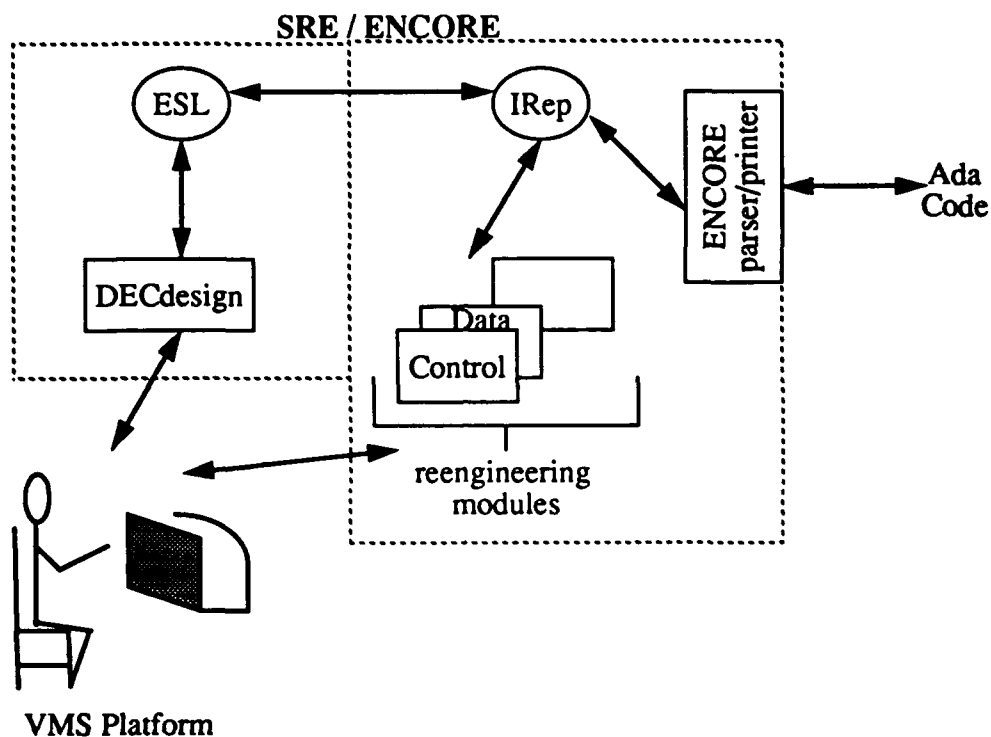 SRE / ENCORE
ESL
IRep
ENCORE
parser/printer
Ada
Code
DECdesign
Data
Control
reengineering
modules
VMS Platform